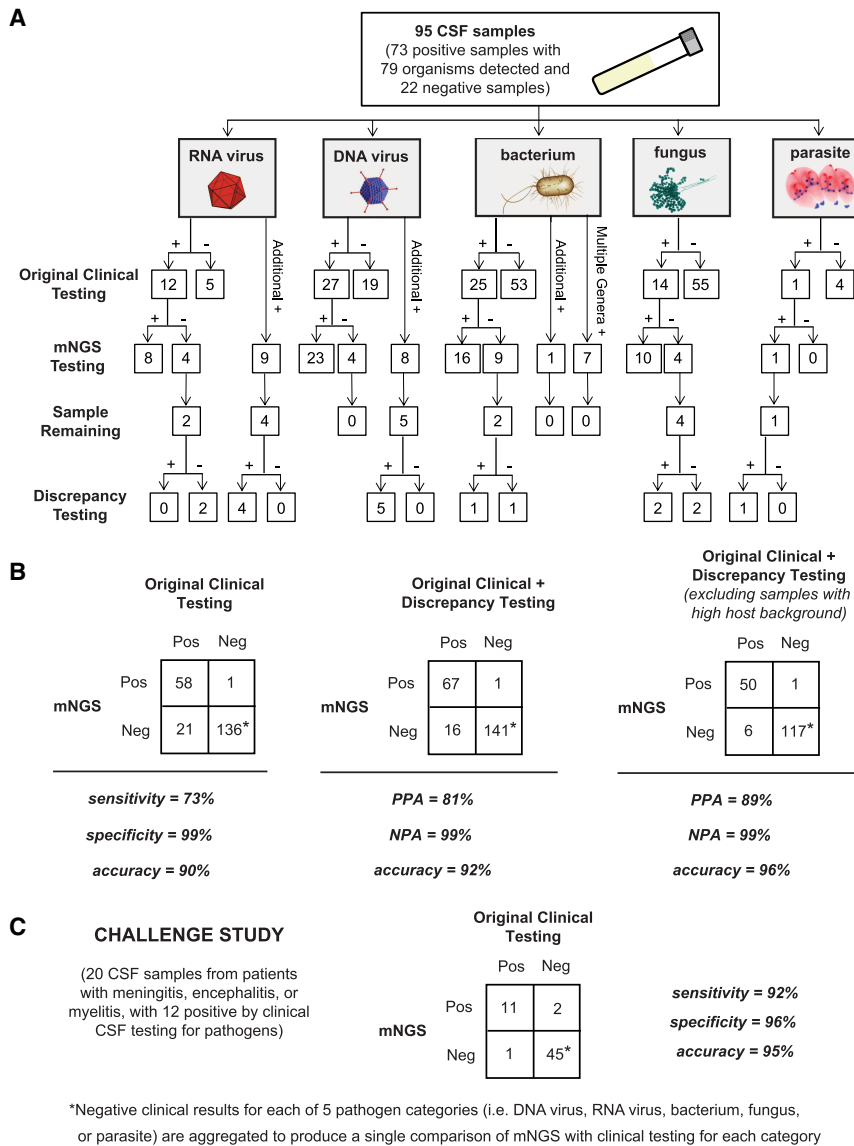 A
95 CSF samples
(73 positive samples with
79 organisms detected and
22 negative samples)
RNA virus
DNA virus
bacterium
fungus
parasite
+ - Additional +
+ - Additional +
+ - Additional + Multiple Genera +
+ -
+ -
Original Clinical
Testing
12 5 27 19 25 53 14 55 1 4
+ - + - + - + - + -
mNGS
Testing
8 4 9 23 4 8 16 9 1 7 10 4 1 0
Sample
Remaining
2 4 0 5 2 0 0 4 1
+ - + - + - + - + -
Discrepancy
Testing
0 2 4 0 5 0 1 1 2 2 1 0
B
Original Clinical
Testing
Pos Neg
mNGS
Pos 58 1
Neg 21 136*
sensitivity = 73%
specificity = 99%
accuracy = 90%
Original Clinical +
Discrepancy Testing
Pos Neg
mNGS
Pos 67 1
Neg 16 141*
PPA = 81%
NPA = 99%
accuracy = 92%
Original Clinical +
Discrepancy Testing
(excluding samples with
high host background)
Pos Neg
mNGS
Pos 50 1
Neg 6 117*
PPA = 89%
NPA = 99%
accuracy = 96%
C
CHALLENGE STUDY
(20 CSF samples from patients
with meningitis, encephalitis, or
myelitis, with 12 positive by clinical
CSF testing for pathogens)
Original Clinical
Testing
Pos Neg
mNGS
Pos 11 2
Neg 1 45*
sensitivity = 92%
specificity = 96%
accuracy = 95%
*Negative clinical results for each of 5 pathogen categories (i.e. DNA virus, RNA virus, bacterium, fungus,
or parasite) are aggregated to produce a single comparison of mNGS with clinical testing for each category